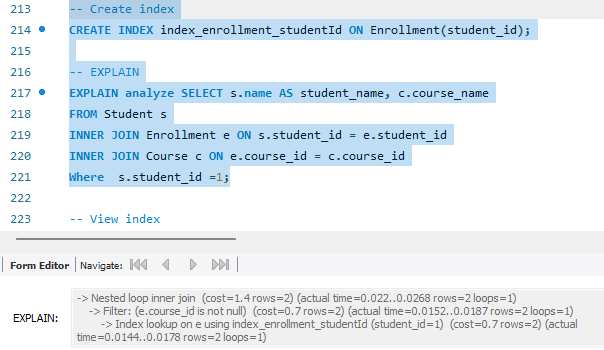 213 -- Create index
214 CREATE INDEX index_enrollment_studentId ON Enrollment(student_id);
215
216 -- EXPLAIN
217 EXPLAIN analyze SELECT s.name AS student_name, c.course_name
218 FROM Student s
219 INNER JOIN Enrollment e ON s.student_id = e.student_id
220 INNER JOIN Course c ON e.course_id = c.course_id
221 Where  s.student_id =1;
222
223 -- View index
Form Editor Navigate:
EXPLAIN:
-> Nested loop inner join  (cost=1.4 rows=2) (actual time=0.022..0.0268 rows=2 loops=1)
-> Filter: (e.course_id is not null)  (cost=0.7 rows=2) (actual time=0.0152..0.0187 rows=2 loops=1)
-> Index lookup on e using index_enrollment_studentId (student_id=1)  (cost=0.7 rows=2) (actual
time=0.0144..0.0178 rows=2 loops=1)